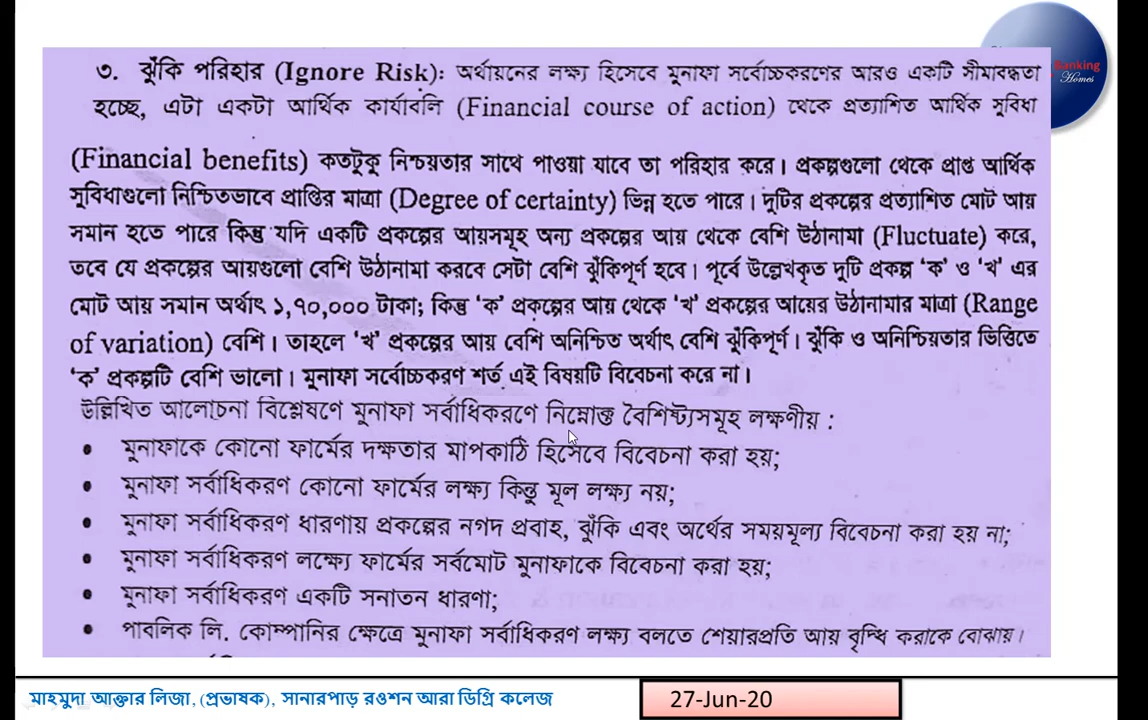 Banking
Homes
৩. ঝুঁকি পরিহার (Ignore Risk): অর্থায়নের লক্ষ্য হিসেবে মুনাফা সর্বোচ্চকরণের আরও একটি সীমাবদ্ধতা
হচ্ছে, এটা একটা আর্থিক কার্যাবলি (Financial course of action) থেকে প্রত্যাশিত আর্থিক সুবিধা
(Financial benefits) কতটুকু নিশ্চয়তার সাথে পাওয়া যাবে তা পরিহার করে। প্রকল্পগুলো থেকে প্রাপ্ত আর্থিক
সুবিধাগুলো নিশ্চিতভাবে প্রাপ্তির মাত্রা (Degree of certainty) ভিন্ন হতে পারে। দুটির প্রকল্পের প্রত্যাশিত মোট আয়
সমান হতে পারে কিন্তু যদি একটি প্রকল্পের আয়সমূহ অন্য প্রকল্পের আয় থেকে বেশি উঠানামা (Fluctuate) করে,
তবে যে প্রকল্পের আয়গুলো বেশি উঠানামা করবে সেটা বেশি ঝুঁকিপূর্ণ হবে। পূর্বে উল্লেখকৃত দুটি প্রকল্প ‘ক’ ও ‘খ’ এর
মোট আয় সমান অর্থাৎ ১,৭০,০০০ টাকা; কিন্তু ‘ক’ প্রকল্পের আয় থেকে ‘খ’ প্রকল্পের আয়ের উঠানামার মাত্রা (Range
of variation) বেশি। তাহলে ‘খ’ প্রকল্পের আয় বেশি অনিশ্চিত অর্থাৎ বেশি ঝুঁকিপূর্ণ। ঝুঁকি ও অনিশ্চিয়তার ভিত্তিতে
‘ক’ প্রকল্পটি বেশি ভালো। মুনাফা সর্বোচ্চকরণ শর্ত এই বিষয়টি বিবেচনা করে না।
উল্লিখিত আলোচনা বিশ্লেষণে মুনাফা সর্বাধিকরণে নিম্নোক্ত বৈশিষ্ট্যসমূহ লক্ষণীয় :
• মুনাফাকে কোনো ফার্মের দক্ষতার মাপকাঠি হিসেবে বিবেচনা করা হয়;
• মুনাফা সর্বাধিকরণ কোনো ফার্মের লক্ষ্য কিন্তু মূল লক্ষ্য নয়;
• মুনাফা সর্বাধিকরণ ধারণায় প্রকল্পের নগদ প্রবাহ, ঝুঁকি এবং অর্থের সময়মূল্য বিবেচনা করা হয় না;
• মুনাফা সর্বাধিকরণ লক্ষ্যে ফার্মের সর্বমোট মুনাফাকে বিবেচনা করা হয়;
• মুনাফা সর্বাধিকরণ একটি সনাতন ধারণা;
• পাবলিক লি. কোম্পানির ক্ষেত্রে মুনাফা সর্বাধিকরণ লক্ষ্য বলতে শেয়ারপ্রতি আয় বৃদ্ধি করাকে বোঝায়।
মাহমুদা আক্তার লিজা, (প্রভাষক), সানারপাড় রওশন আরা ডিগ্রি কলেজ
27-Jun-20